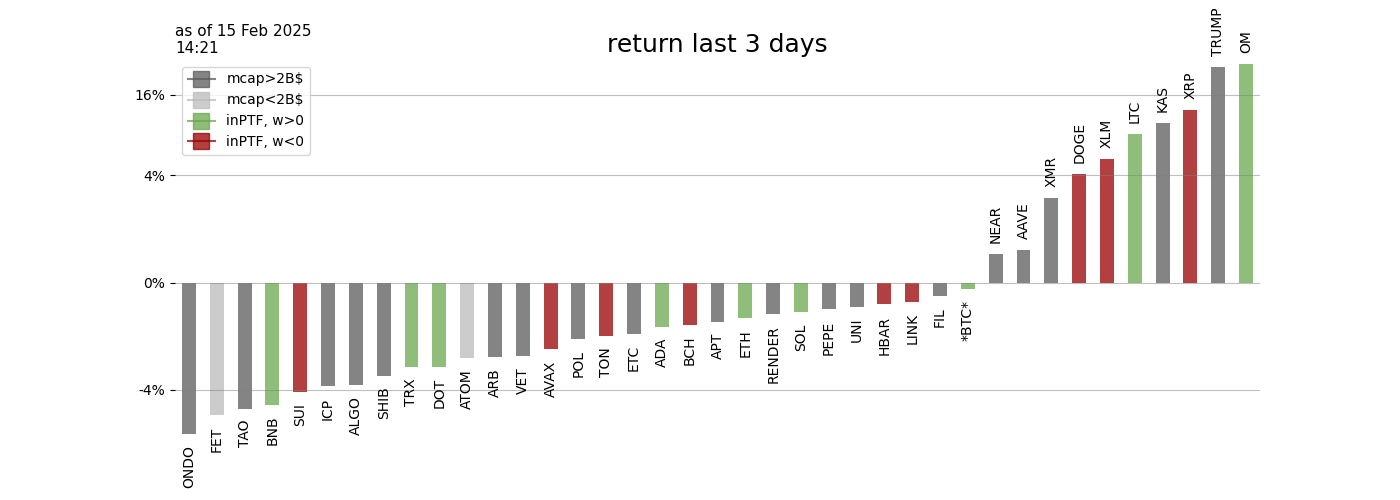 as of 15 Feb 2025
14:21
return last 3 days
mcap>2B$
mcap<2B$
inPTF, w>0
inPTF, w<0
16%
4%
0%
-4%
ONDO
FET
TAO
BNB
SUI
ICP
ALGO
SHIB
TRX
DOT
ATOM
ARB
VET
AVAX
POL
TON
ETC
ADA
BCH
APT
ETH
RENDER
SOL
PEPE
UNI
HBAR
LINK
FIL
*BTC*
NEAR
AAVE
XMR
DOGE
XLM
LTC
KAS
XRP
TRUMP
OM